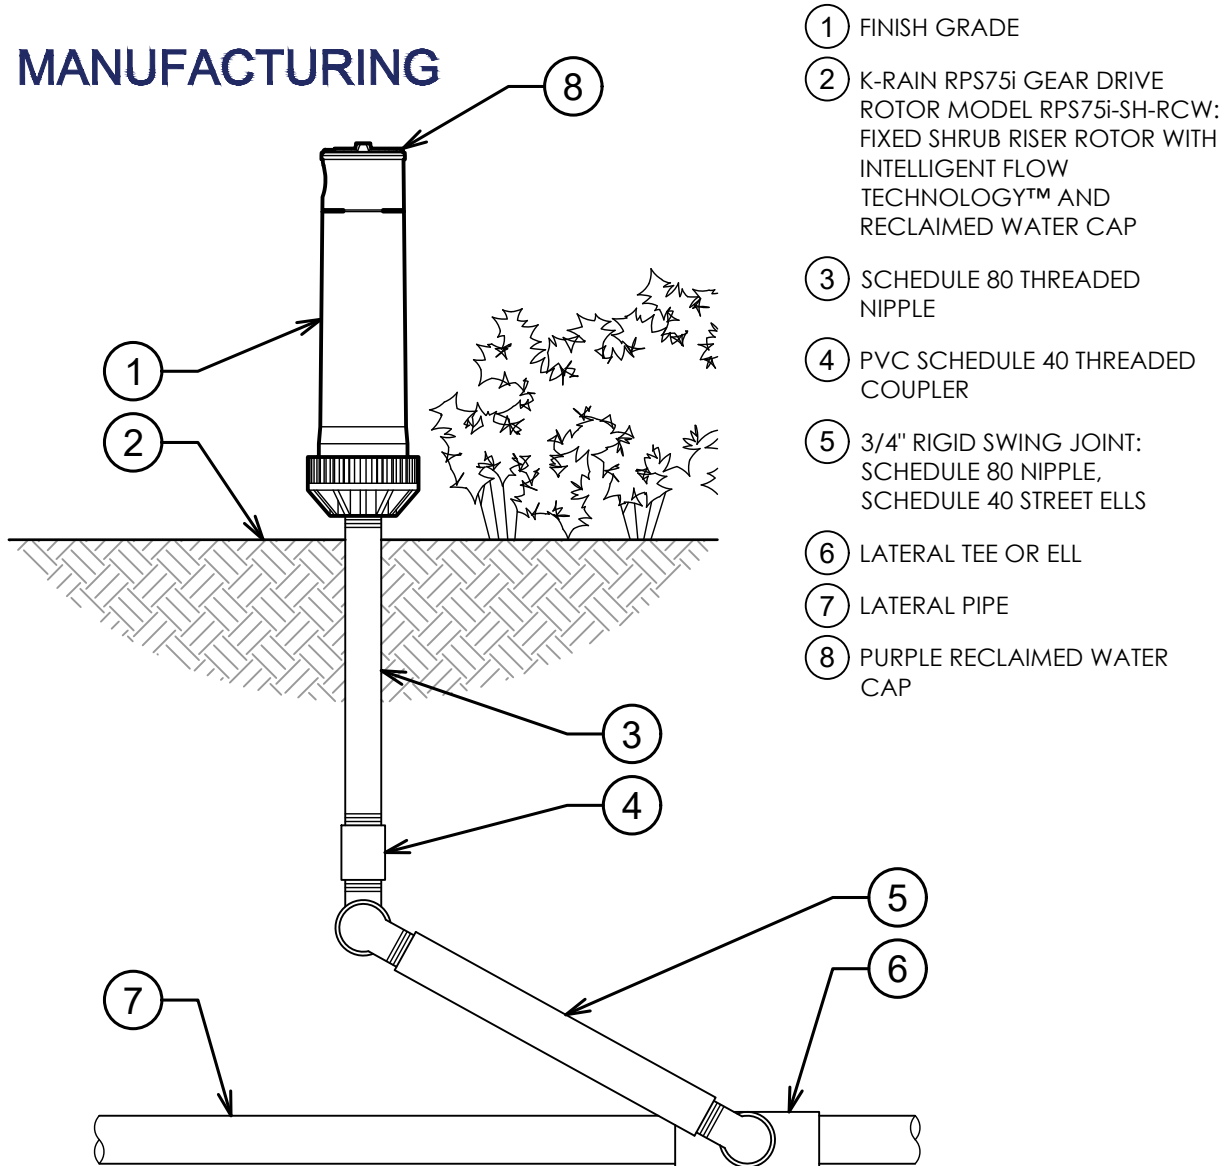 MANUFACTURING
8
1
2
3
4
5
6
7
1 FINISH GRADE
2 K-RAIN RPS75i GEAR DRIVE
ROTOR MODEL RPS75i-SH-RCW:
FIXED SHRUB RISER ROTOR WITH
INTELLIGENT FLOW
TECHNOLOGY™ AND
RECLAIMED WATER CAP
3 SCHEDULE 80 THREADED
NIPPLE
4 PVC SCHEDULE 40 THREADED
COUPLER
5 3/4" RIGID SWING JOINT:
SCHEDULE 80 NIPPLE,
SCHEDULE 40 STREET ELLS
6 LATERAL TEE OR ELL
7 LATERAL PIPE
8 PURPLE RECLAIMED WATER
CAP